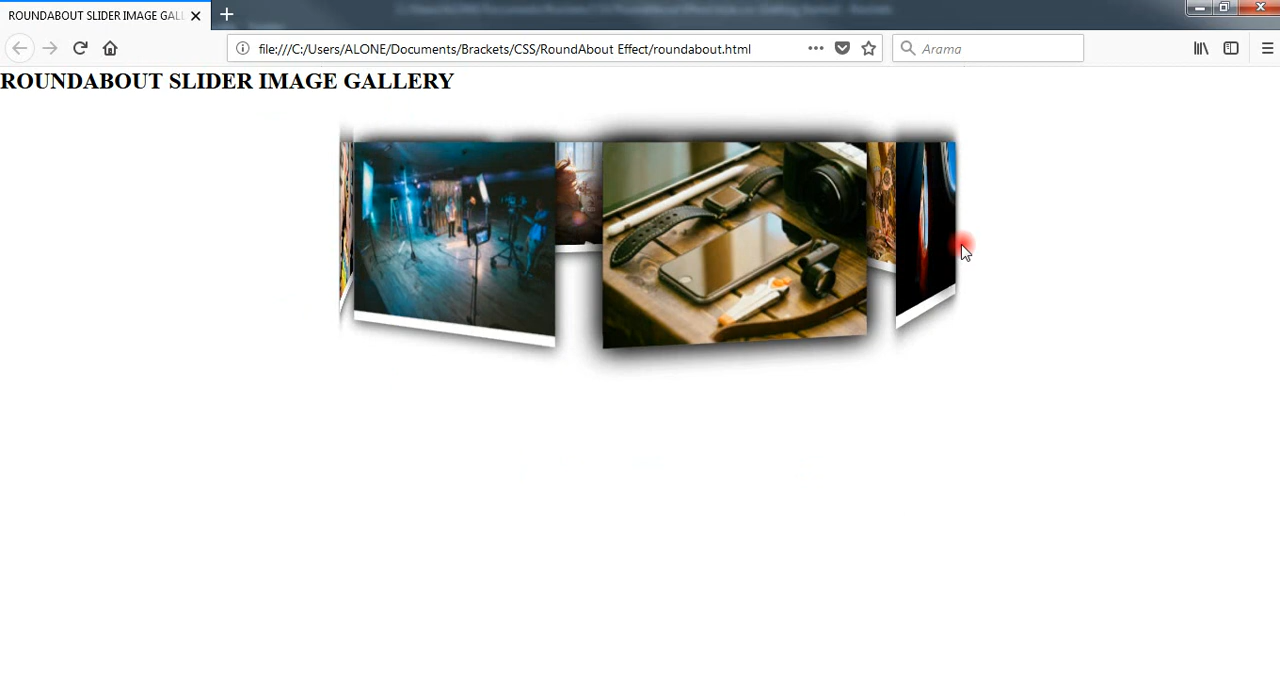 ROUNDABOUT SLIDER IMAGE GALL
file:///C:/Users/ALONE/Documents/Brackets/CSS/RoundAbout Effect/roundabout.html
Arama
ROUNDABOUT SLIDER IMAGE GALLERY